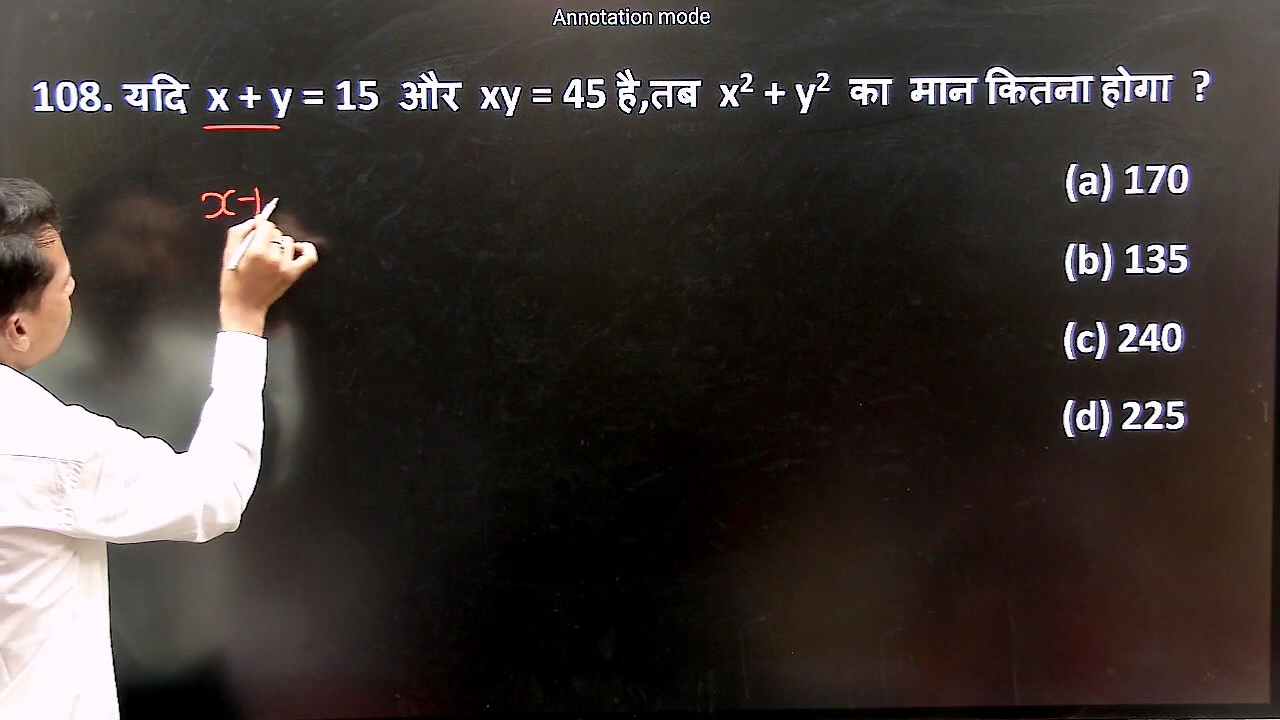 Annotation mode
108. यदि x + y = 15 और xy = 45 है,तब x² + y² का मान कितना होगा ?
x+
(a) 170
(b) 135
(c) 240
(d) 225